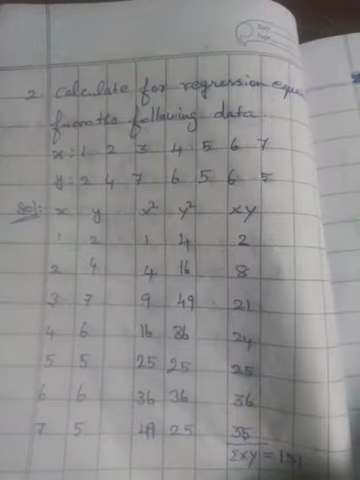 2. Calculate for regression equa
from the following data.
x: 1 2 3 4 5 6 7
y: 2 4 7 6 5 6 5
Sol: x y x² y² xy
1 2 1 4 2
2 4 4 16 8
3 7 9 49 21
4 6 16 36 24
5 5 25 25 25
6 6 36 36 36
7 5 49 25 35
Σxy = 151